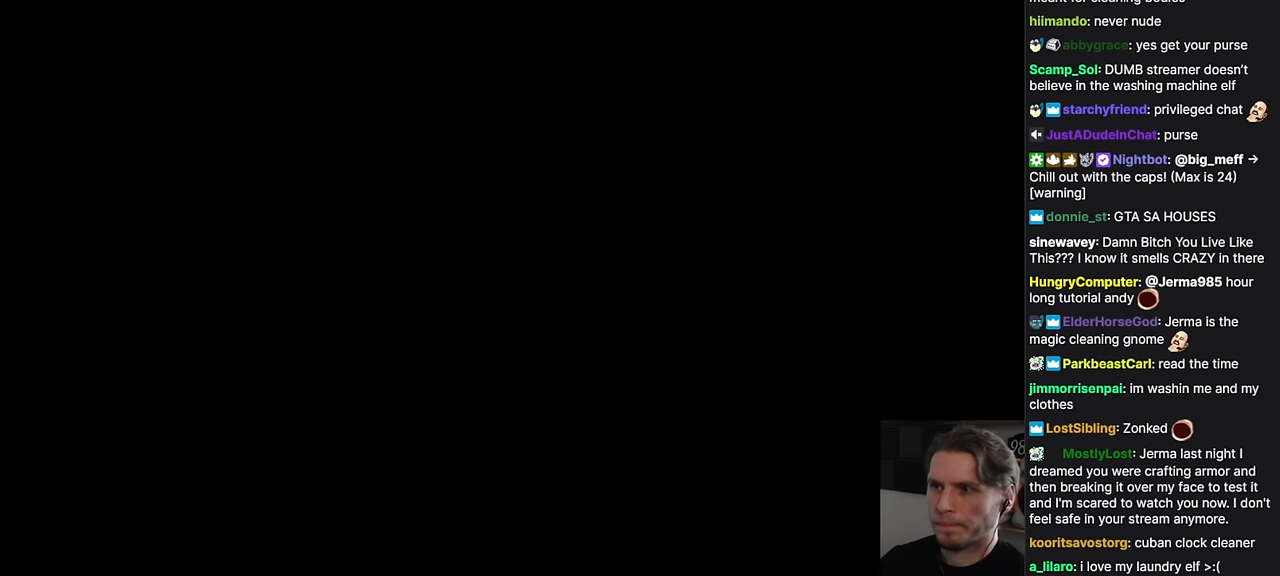 hiimando: never nude
abbygrace: yes get your purse
Scamp_Sol: DUMB streamer doesn't
believe in the washing machine elf
starchyfriend: privileged chat
JustADudeInChat: purse
Nightbot: @big_meff →
Chill out with the caps! (Max is 24)
[warning]
donnie_st: GTA SA HOUSES
sinewavey: Damn Bitch You Live Like
This??? I know it smells CRAZY in there
HungryComputer: @Jerma985 hour
long tutorial andy
ElderHorseGod: Jerma is the
magic cleaning gnome
ParkbeastCarl: read the time
jimmorrisenpai: im washin me and my
clothes
LostSibling: Zonked
98
MostlyLost: Jerma last night I
dreamed you were crafting armor and
then breaking it over my face to test it
and I'm scared to watch you now. I don't
feel safe in your stream anymore.
kooritsavostorg: cuban clock cleaner
a_lilaro: i love my laundry elf >:(